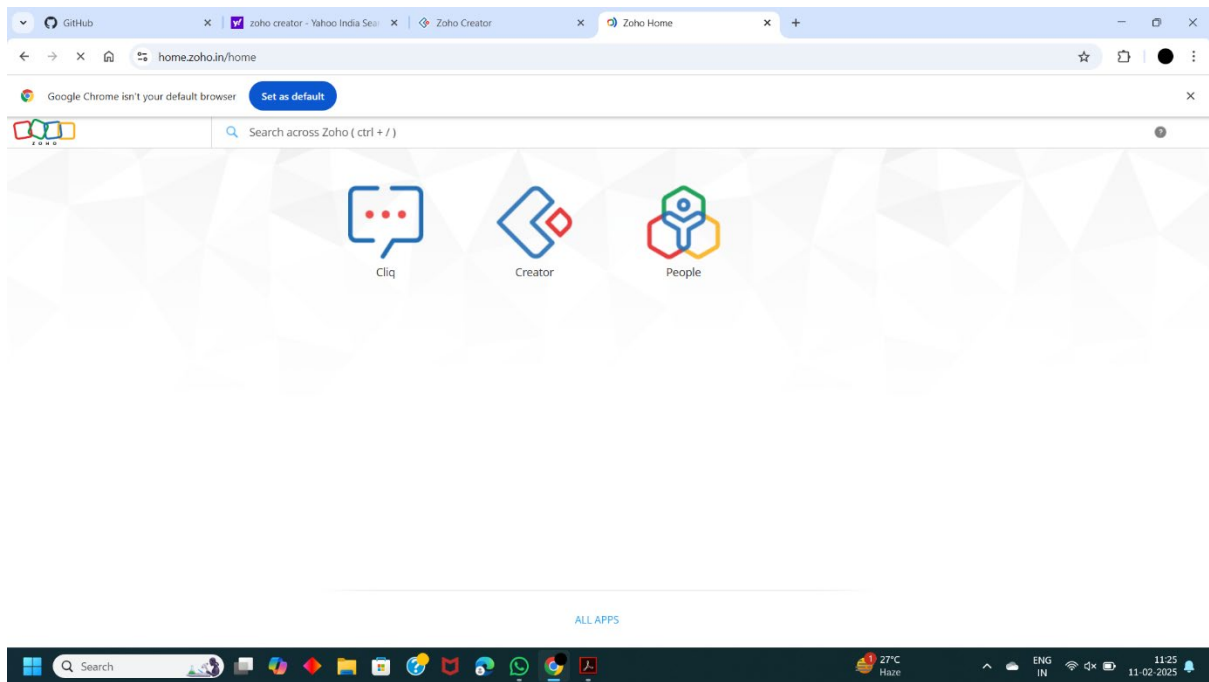 GitHub
zoho creator - Yahoo India Sea
Zoho Creator
Zoho Home
home.zoho.in/home
Google Chrome isn't your default browser
Set as default
ZOHO
Search across Zoho ( ctrl + / )
Cliq
Creator
People
ALL APPS
Search
1
27°C
Haze
ENG
IN
11:25
11-02-2025